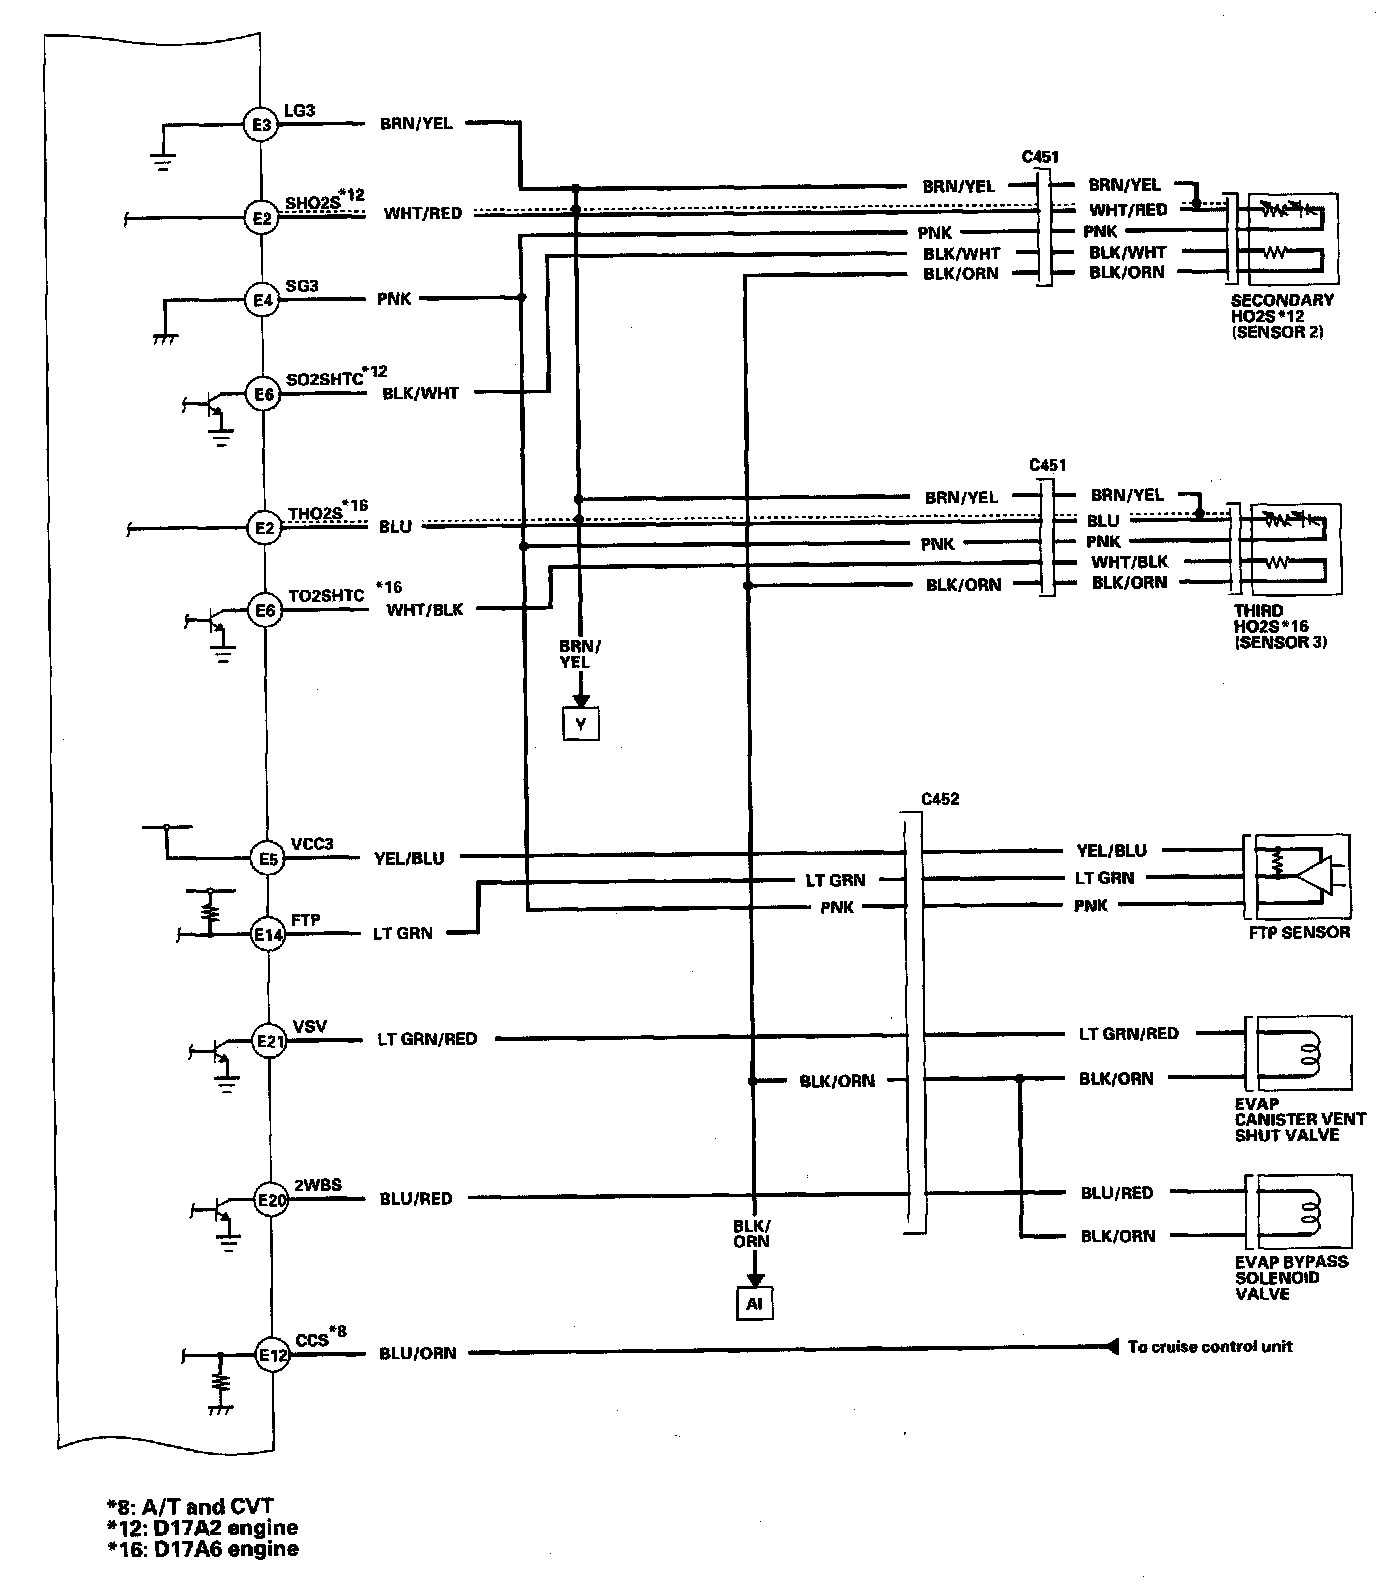 LG3
E3 BRN/YEL
C451
BRN/YEL BRN/YEL
SHO2S*12
E2 WHT/RED
WHT/RED
PNK PNK
BLK/WHT BLK/WHT
BLK/ORN BLK/ORN
SECONDARY
HO2S*12
(SENSOR 2)
SG3
E4 PNK
SO2SHTC*12
E6 BLK/WHT
C451
BRN/YEL BRN/YEL
THO2S*16
E2 BLU
BLU
PNK PNK
WHT/BLK
BLK/ORN BLK/ORN
THIRD
HO2S*16
(SENSOR 3)
TO2SHTC *16
E6 WHT/BLK
BRN/
YEL
Y
C452
VCC3
E5 YEL/BLU YEL/BLU
LT GRN LT GRN
PNK PNK
FTP SENSOR
FTP
E14 LT GRN
VSV
E21 LT GRN/RED LT GRN/RED
BLK/ORN BLK/ORN
EVAP
CANISTER VENT
SHUT VALVE
2WBS
E20 BLU/RED BLU/RED
BLK/
ORN
BLK/ORN
EVAP BYPASS
SOLENOID
VALVE
AI
CCS*8
E12 BLU/ORN To cruise control unit
*8: A/T and CVT
*12: D17A2 engine
*16: D17A6 engine